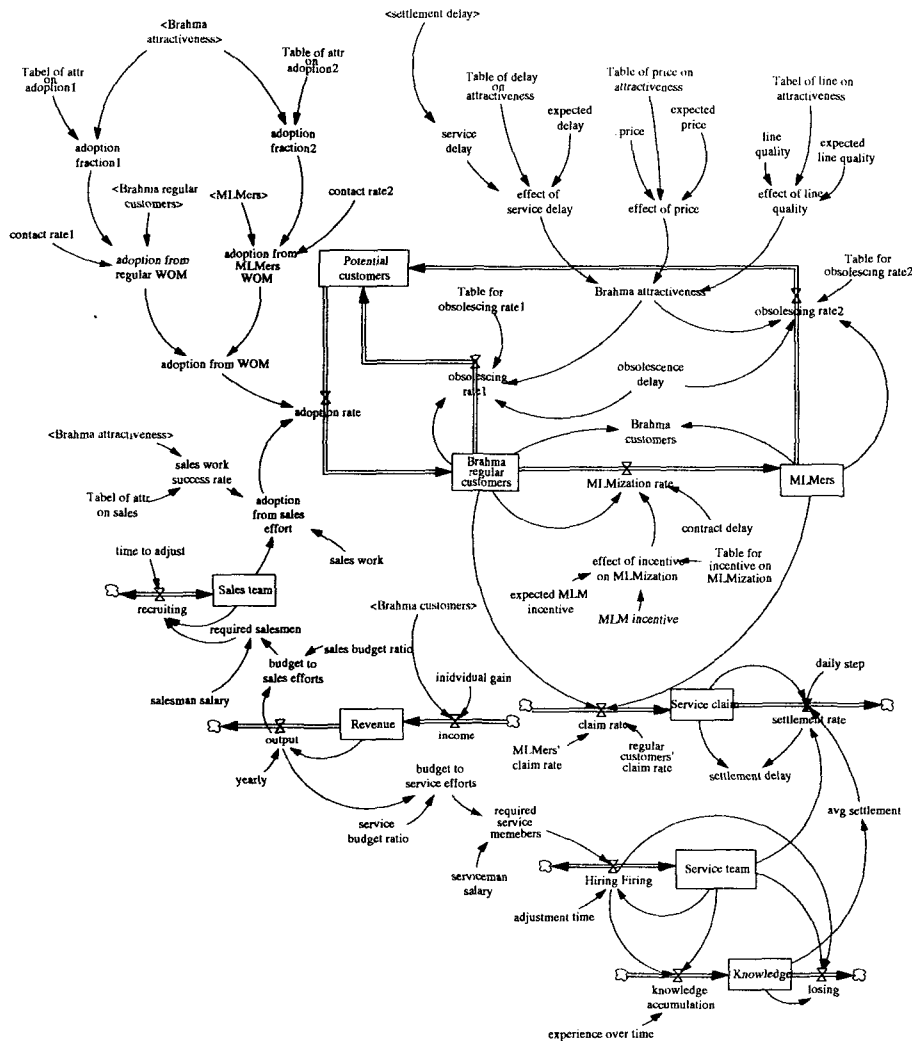 <Brahma
attractiveness>
<settlement delay>
Tabel of attr
on
adoption1
Table of attr
on
adoption2
Table of delay
on
attractiveness
Table of price on
attractiveness
Tabel of line on
attractiveness
adoption
fraction1
adoption
fraction2
service
delay
expected
delay
price
expected
price
line
quality
expected
line quality
<Brahma regular
customers>
<MLMers>
contact rate2
effect of
service delay
effect of price
effect of line
quality
contact rate1
adoption from
regular WOM
adoption from
MLMers
WOM
Potential
customers
Table for
obsolescing rate2
Table for
obsolescing rate1
Brahma attractiveness
obsolescing rate2
adoption from WOM
obsolescing
rate1
obsolescence
delay
adoption rate
<Brahma attractiveness>
Brahma
customers
sales work
success rate
Brahma
regular
customers
MLMization rate
MLMers
Tabel of attr
on sales
adoption
from sales
effort
contract delay
time to adjust
sales work
effect of incentive
on MLMization
Table for
incentive on
MLMization
Sales team
expected MLM
incentive
recruiting
<Brahma customers>
MLM incentive
required salesmen
sales budget ratio
budget to
sales efforts
salesman salary
inidvidual gain
daily step
Service claim
Revenue
claim rate
settlement rate
output
income
MLMers'
claim rate
regular
customers'
claim rate
yearly
budget to
service efforts
settlement delay
service
budget ratio
required
service
memebers
avg settlement
serviceman
salary
Service team
Hiring Firing
adjustment time
Knowledge
knowledge
accumulation
losing
experience over time